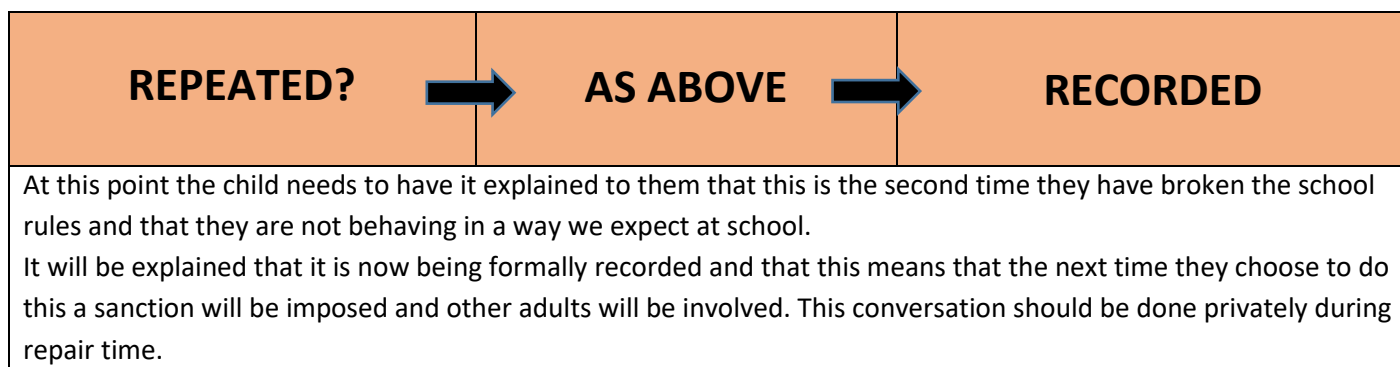 REPEATED? AS ABOVE RECORDED
At this point the child needs to have it explained to them that this is the second time they have broken the school
rules and that they are not behaving in a way we expect at school.
It will be explained that it is now being formally recorded and that this means that the next time they choose to do
this a sanction will be imposed and other adults will be involved. This conversation should be done privately during
repair time.